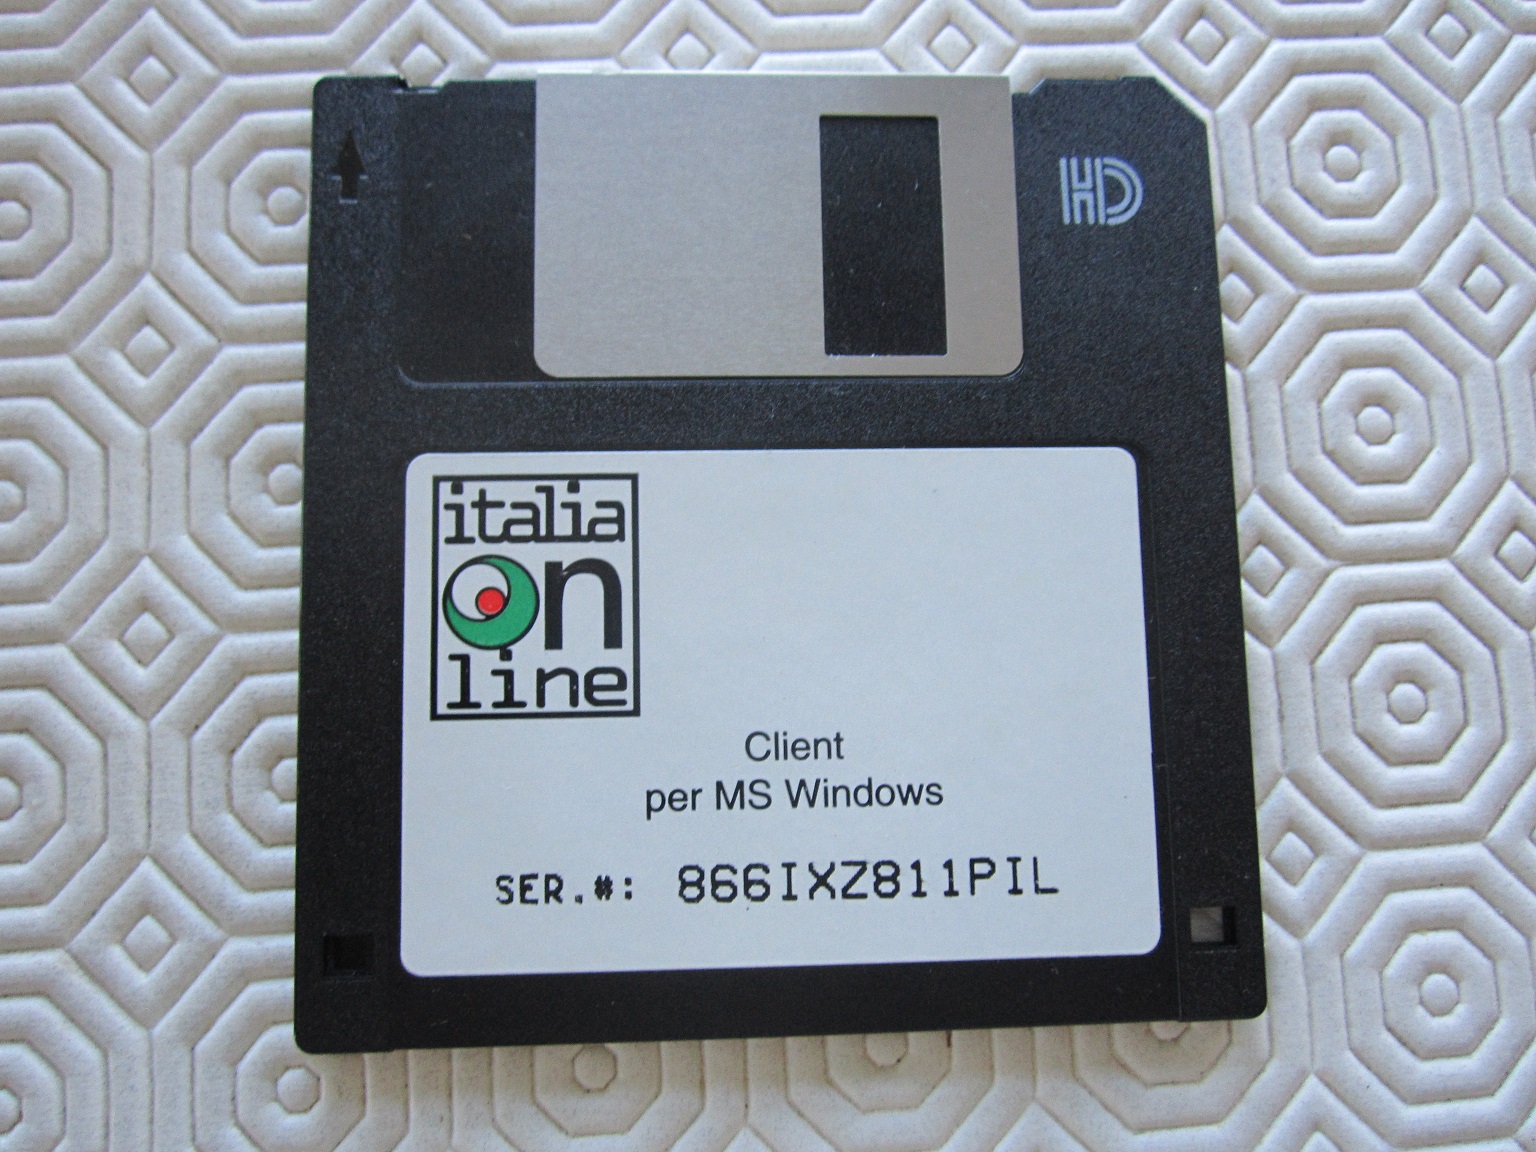 HD
italia
on
line
Client
per MS Windows
SER.#: 866IXZ811PIL